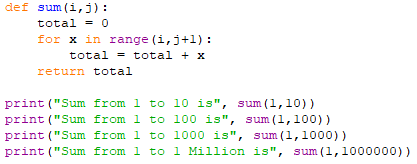 def sum(i,j):
    total = 0
    for x in range(i,j+1):
        total = total + x
    return total

print("Sum from 1 to 10 is", sum(1,10))
print("Sum from 1 to 100 is", sum(1,100))
print("Sum from 1 to 1000 is", sum(1,1000))
print("Sum from 1 to 1 Million is", sum(1,1000000))